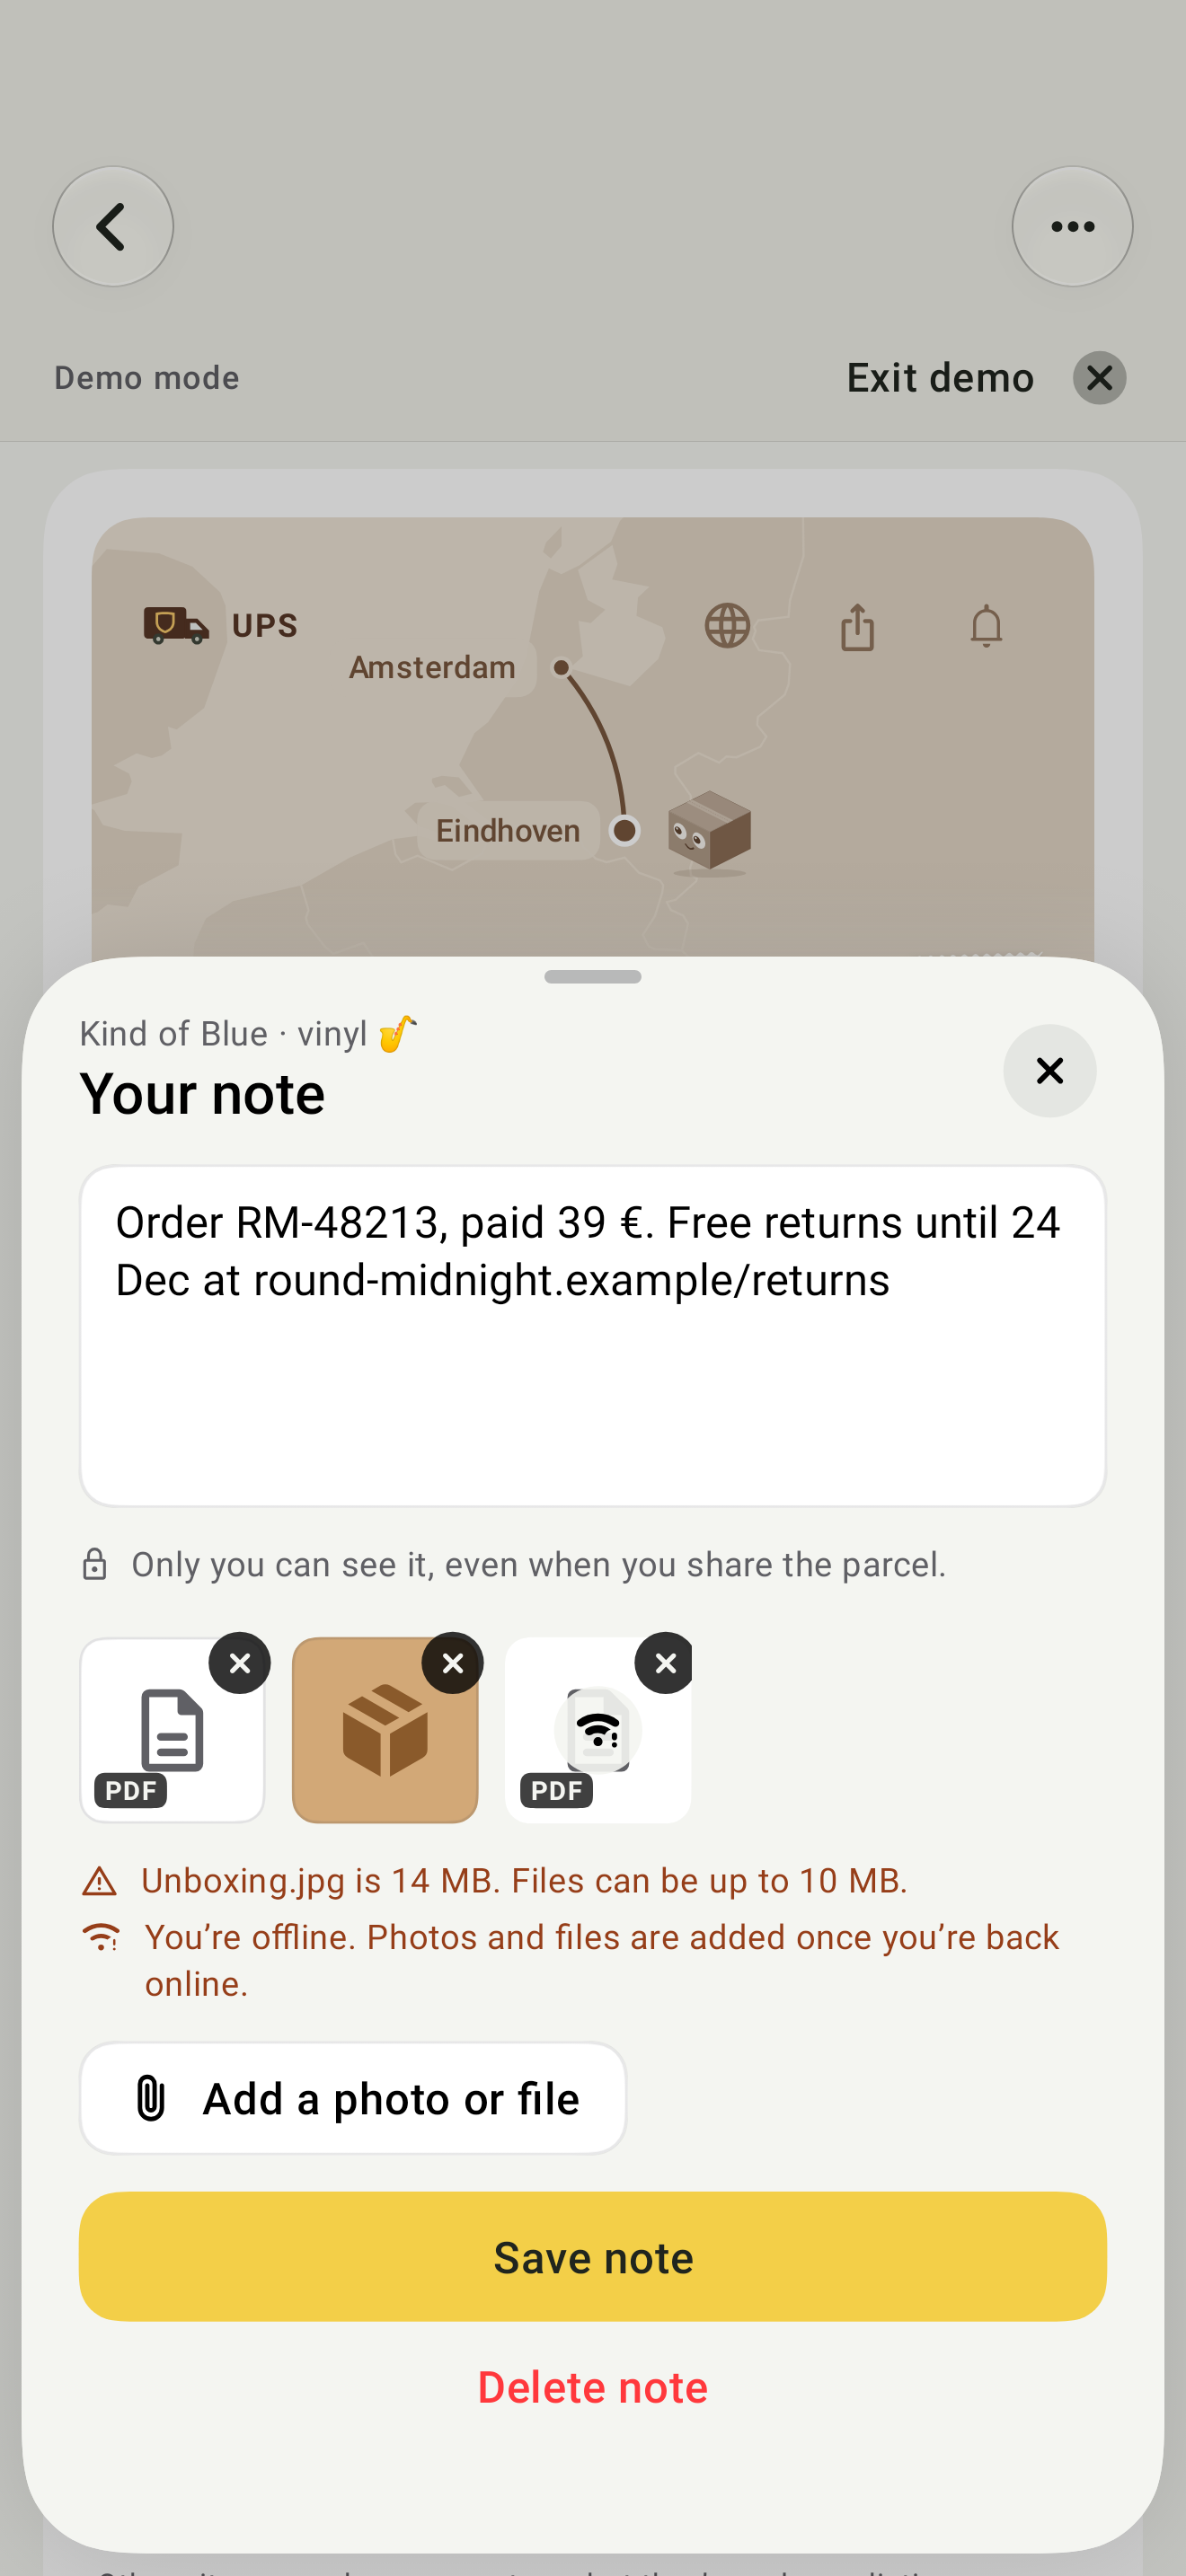 Demo mode
Exit demo
UPS
Amsterdam
Eindhoven
Kind of Blue · vinyl 🎷
Your note
Order RM-48213, paid 39 €. Free returns until 24
Dec at round-midnight.example/returns
Only you can see it, even when you share the parcel.
PDF
PDF
Unboxing.jpg is 14 MB. Files can be up to 10 MB.
You’re offline. Photos and files are added once you’re back
online.
Add a photo or file
Save note
Delete note